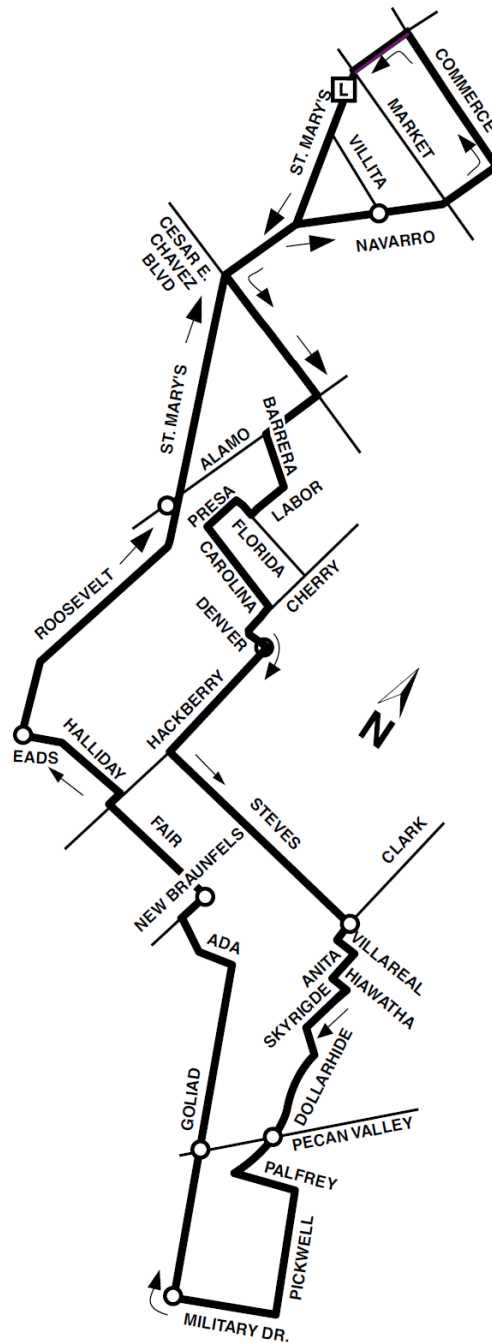 COMMERCE
L
ST. MARY'S
MARKET
VILLITA
NAVARRO
CESAR E.
CHAVEZ
BLVD
ST. MARY'S
BARRERA
ALAMO
LABOR
PRESA
FLORIDA
CAROLINA
CHERRY
DENVER
ROOSEVELT
HACKBERRY
N
EADS
HALLIDAY
STEVES
FAIR
CLARK
NEW BRAUNFELS
ADA
VILLAREAL
ANITA
HIAWATHA
SKYRIGDE
DOLLARHIDE
GOLIAD
PECAN VALLEY
PALFREY
PICKWELL
MILITARY DR.